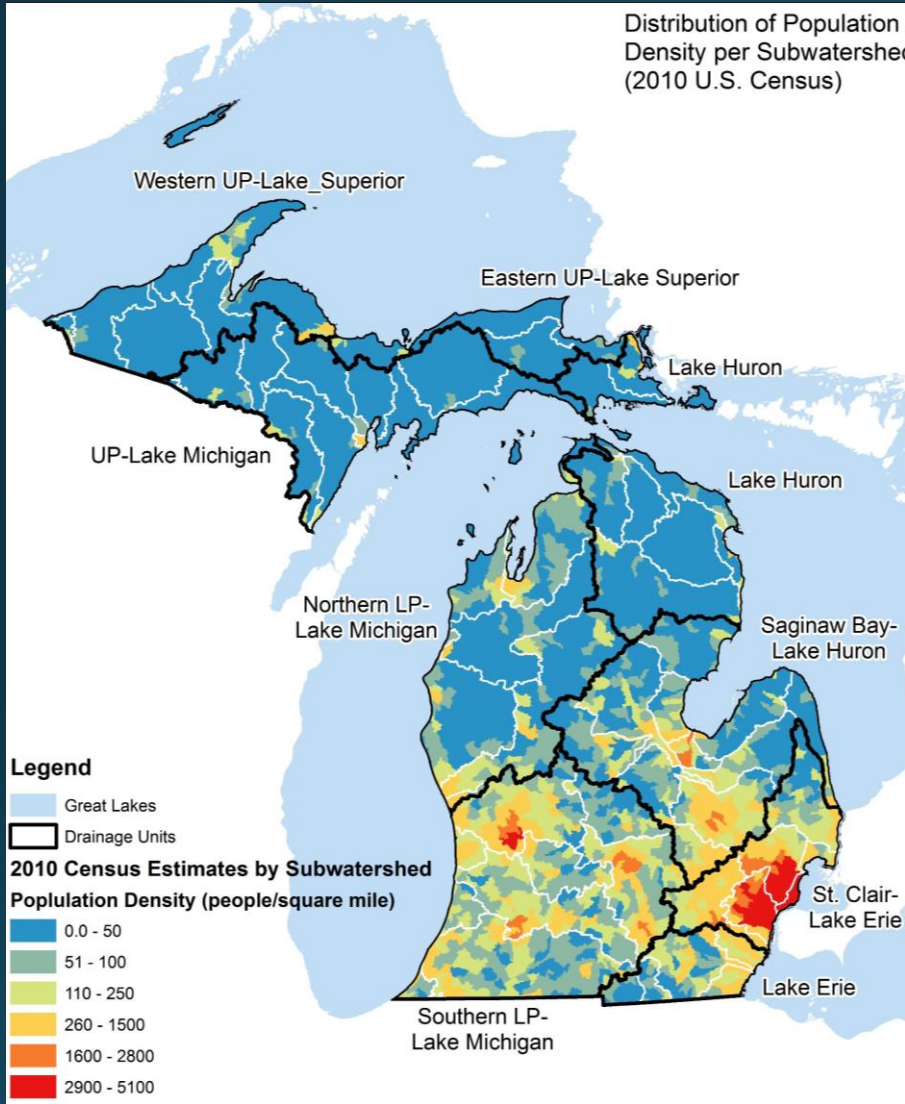 Distribution of Population
Density per Subwatershed
(2010 U.S. Census)
Western UP-Lake_Superior
Eastern UP-Lake Superior
Lake Huron
UP-Lake Michigan
Lake Huron
Northern LP-
Lake Michigan
Saginaw Bay-
Lake Huron
Legend
Great Lakes
Drainage Units
2010 Census Estimates by Subwatershed
Poplulation Density (people/square mile)
0.0 - 50
51 - 100
110 - 250
260 - 1500
1600 - 2800
2900 - 5100
St. Clair-
Lake Erie
Lake Erie
Southern LP-
Lake Michigan